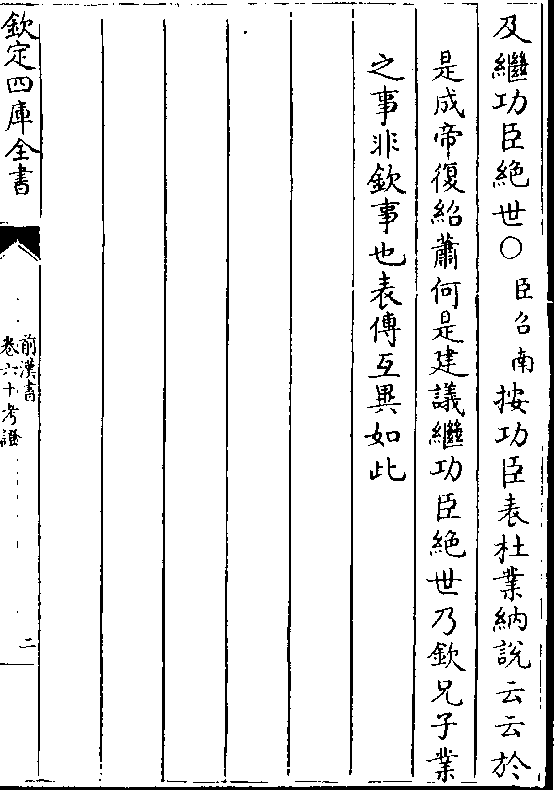 及繼功臣絶世〇臣召南按功臣表杜業納說云云於
是成帝復紹蕭何是建議繼功臣絶世乃欽兄子業
之事非欽事也表傳互異如此
欽定四庫全書
前漢書
卷六十考證
二